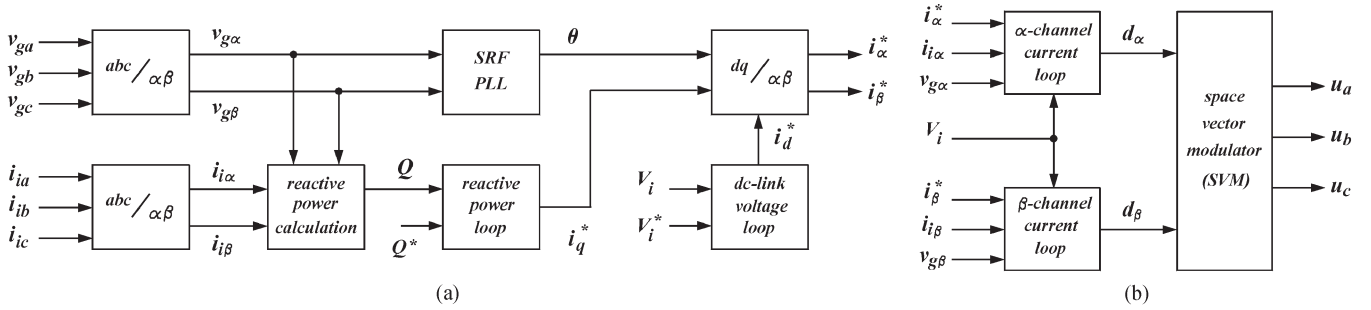 v_ga
v_gb
v_gc
abc/αβ
v_gα
v_gβ
SRF
PLL
θ
dq/αβ
i_α^*
i_β^*
i_d^*
i_ia
i_ib
i_ic
abc/αβ
i_iα
i_iβ
reactive
power
calculation
Q
Q^*
reactive
power
loop
i_q^*
V_i
V_i^*
dc-link
voltage
loop
(a)
i_α^*
i_iα
v_gα
α-channel
current
loop
d_α
V_i
i_β^*
i_iβ
v_gβ
β-channel
current
loop
d_β
space
vector
modulator
(SVM)
u_a
u_b
u_c
(b)